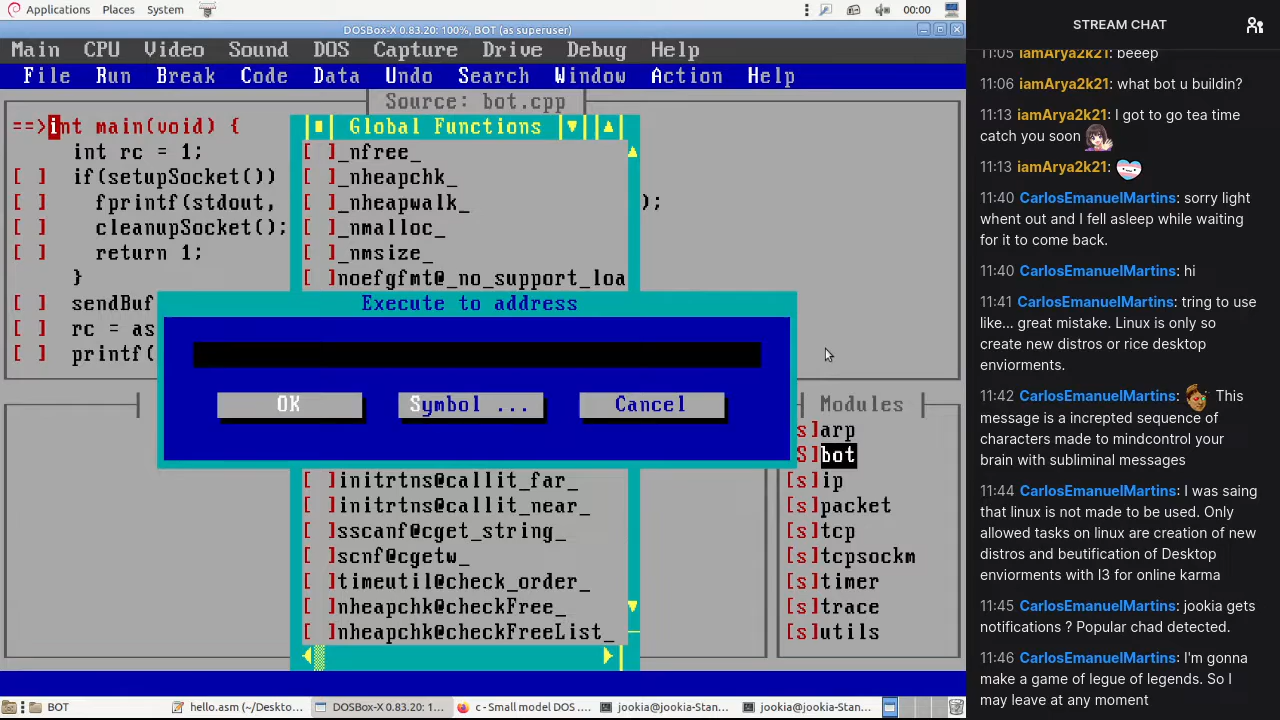 Applications Places System 00:00
DOSBox-X 0.83.20: 100%, BOT (as superuser)
Main CPU Video Sound DOS Capture Drive Debug Help
File Run Break Code Data Undo Search Window Action Help
Source: bot.cpp
==>int main(void) {
int rc = 1;
[ ] if(setupSocket())
[ ] fprintf(stdout, );
[ ] cleanupSocket();
[ ] return 1;
}
[ ] sendBuf
[ ] rc = as
[ ] printf(
Global Functions
[ ]_nfree_
[ ]_nheapchk_
[ ]_nheapwalk_
[ ]_nmalloc_
[ ]_nmsize_
[ ]noefgfmt@_no_support_loa
Execute to address
OK Symbol ... Cancel
[ ]initrtns@callit_far_
[ ]initrtns@callit_near_
[ ]sscanf@cget_string_
[ ]scnf@cgetw_
[ ]timeutil@check_order_
[ ]nheapchk@checkFree_
[ ]nheapchk@checkFreeList_
Modules
[s]arp
[S]bot
[s]ip
[s]packet
[s]tcp
[s]tcpsockm
[s]timer
[s]trace
[s]utils
BOT hello.asm (~/Deskto... DOSBox-X 0.83.20: 1... c - Small model DOS .... jookia@jookia-Stan... jookia@jookia-Stan...
STREAM CHAT
11:05 iamArya2k21: beeep
11:06 iamArya2k21: what bot u buildin?
11:13 iamArya2k21: I got to go tea time
catch you soon
11:13 iamArya2k21:
11:40 CarlosEmanuelMartins: sorry light
whent out and I fell asleep while waiting
for it to come back.
11:40 CarlosEmanuelMartins: hi
11:41 CarlosEmanuelMartins: tring to use
like... great mistake. Linux is only so
create new distros or rice desktop
enviorments.
11:42 CarlosEmanuelMartins: This
message is a increpted sequence of
characters made to mindcontrol your
brain with subliminal messages
11:44 CarlosEmanuelMartins: I was saing
that linux is not made to be used. Only
allowed tasks on linux are creation of new
distros and beutification of Desktop
enviorments with I3 for online karma
11:45 CarlosEmanuelMartins: jookia gets
notifications ? Popular chad detected.
11:46 CarlosEmanuelMartins: I'm gonna
make a game of legue of legends. So I
may leave at any moment